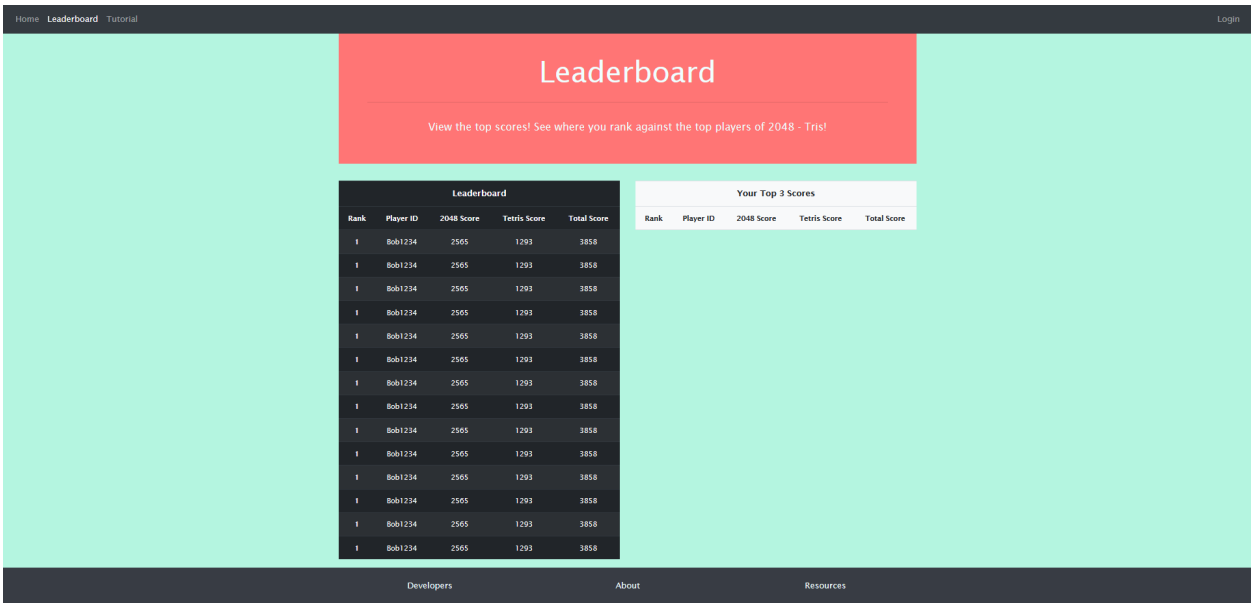 Home Leaderboard Tutorial Login
Leaderboard
View the top scores! See where you rank against the top players of 2048 - Tris!
Leaderboard
Rank Player ID 2048 Score Tetris Score Total Score
1 Bob1234 2565 1293 3858
1 Bob1234 2565 1293 3858
1 Bob1234 2565 1293 3858
1 Bob1234 2565 1293 3858
1 Bob1234 2565 1293 3858
1 Bob1234 2565 1293 3858
1 Bob1234 2565 1293 3858
1 Bob1234 2565 1293 3858
1 Bob1234 2565 1293 3858
1 Bob1234 2565 1293 3858
1 Bob1234 2565 1293 3858
1 Bob1234 2565 1293 3858
1 Bob1234 2565 1293 3858
1 Bob1234 2565 1293 3858
Your Top 3 Scores
Rank Player ID 2048 Score Tetris Score Total Score
Developers About Resources